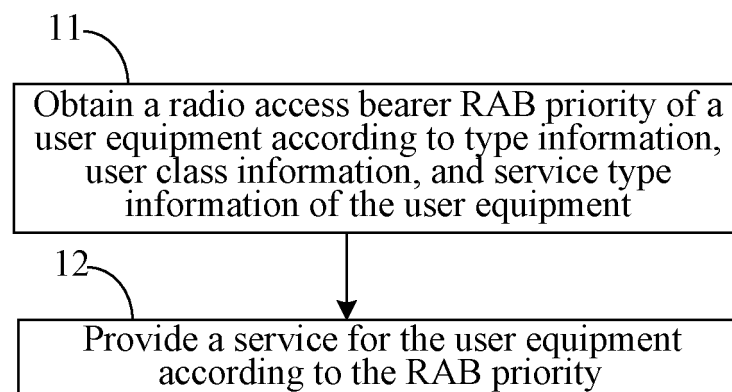 11
Obtain a radio access bearer RAB priority of a
user equipment according to type information,
user class information, and service type
information of the user equipment
12
Provide a service for the user equipment
according to the RAB priority